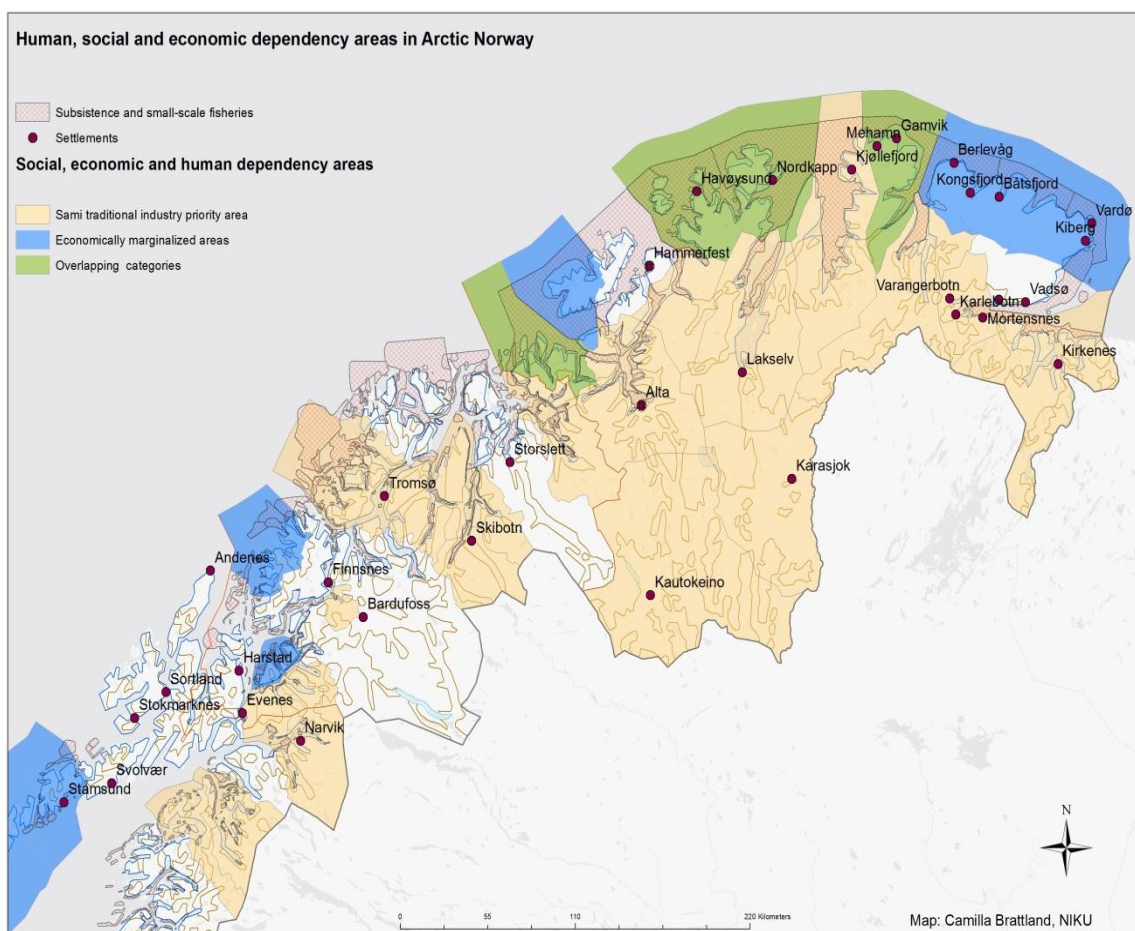 Human, social and economic dependency areas in Arctic Norway
Subsistence and small-scale fisheries
Settlements
Social, economic and human dependency areas
Sami traditional industry priority area
Economically marginalized areas
Overlapping categories
Gamvik
Mehamn
Kjøllefjord
Berlevåg
Nordkapp
Havøysund
Kongsfjord
Båtsfjord
Vardø
Kiberg
Hammerfest
Varangerbotn
Vadsø
Karlebotn
Mortensnes
Kirkenes
Lakselv
Alta
Storslett
Karasjok
Tromsø
Skibotn
Andenes
Finnsnes
Kautokeino
Bardufoss
Harstad
Sortland
Evenes
Stokmarknes
Narvik
Svolvær
Stamsund
N
0 55 110 220 Kilometers
Map: Camilla Brattland, NIKU